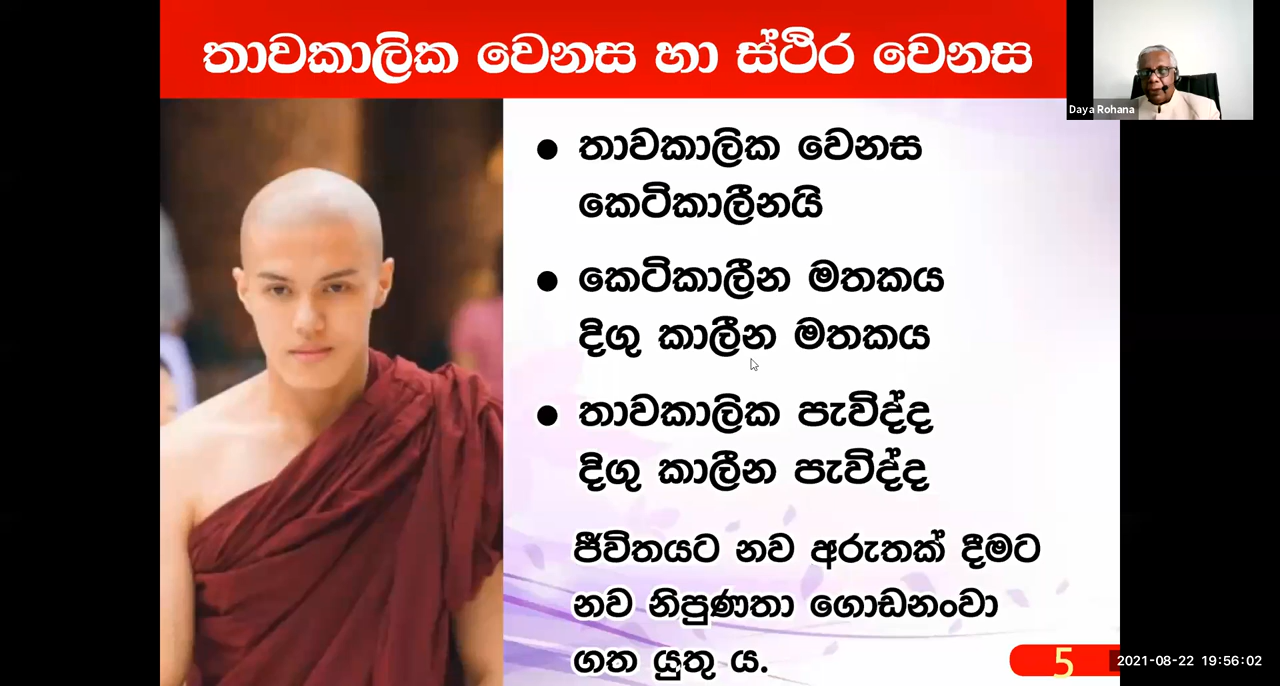 තාවකාලික වෙනස හා ස්ථිර වෙනස
Daya Rohana
● තාවකාලික වෙනස
කෙටිකාලීනයි
● කෙටිකාලීන මතකය
දිගු කාලීන මතකය
● තාවකාලික පැවිද්ද
දිගු කාලීන පැවිද්ද
ජීවිතයට නව අරුතක් දීමට
නව නිපුණතා ගොඩනංවා
ගත යුතු ය.
5
2021-08-22 19:56:02